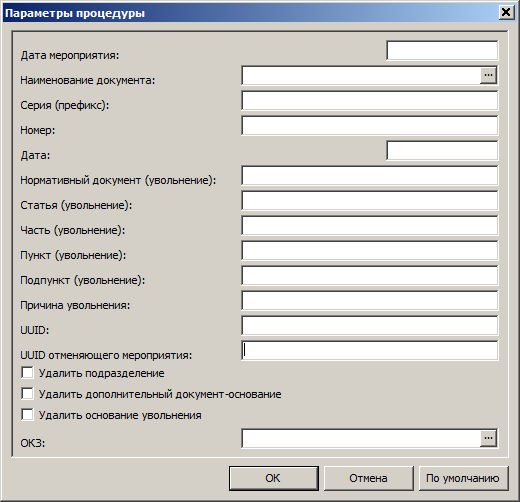 Параметры процедуры
Дата мероприятия:
Наименование документа:
...
Серия (префикс):
Номер:
Дата:
Нормативный документ (увольнение):
Статья (увольнение):
Часть (увольнение):
Пункт (увольнение):
Подпункт (увольнение):
Причина увольнения:
UUID:
UUID отменяющего мероприятия:
Удалить подразделение
Удалить дополнительный документ-основание
Удалить основание увольнения
ОКЗ:
...
ОК
Отмена
По умолчанию